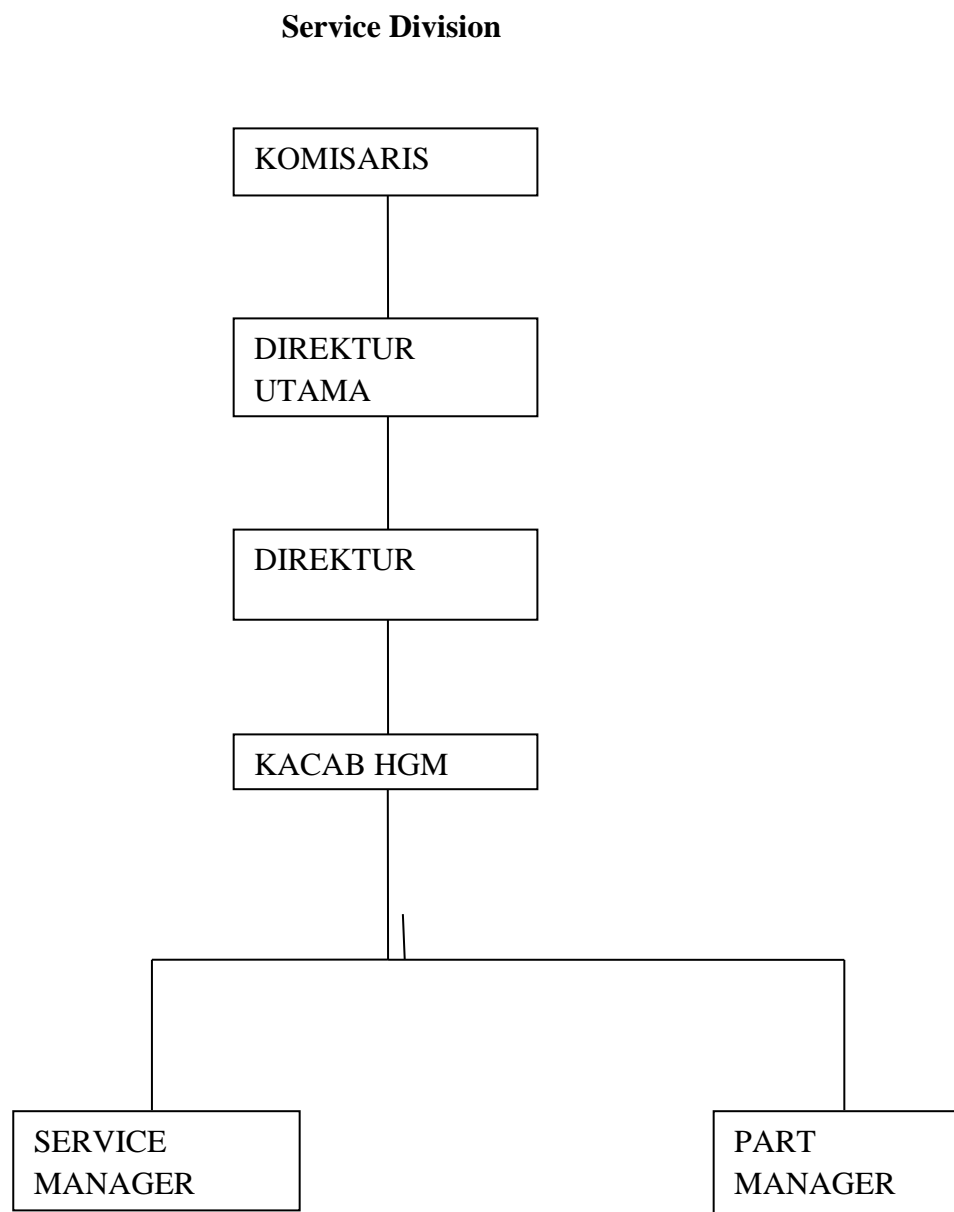 Service Division
KOMISARIS
DIREKTUR
UTAMA
DIREKTUR
KACAB HGM
SERVICE
MANAGER
PART
MANAGER